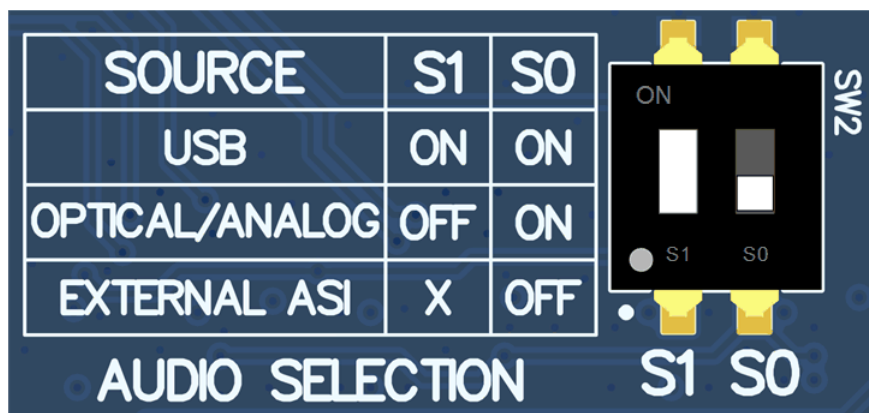 SOURCE S1 S0
USB ON ON
OPTICAL/ANALOG OFF ON
EXTERNAL ASI X OFF
AUDIO SELECTION
ON
S1 S0
SW2
S1 S0